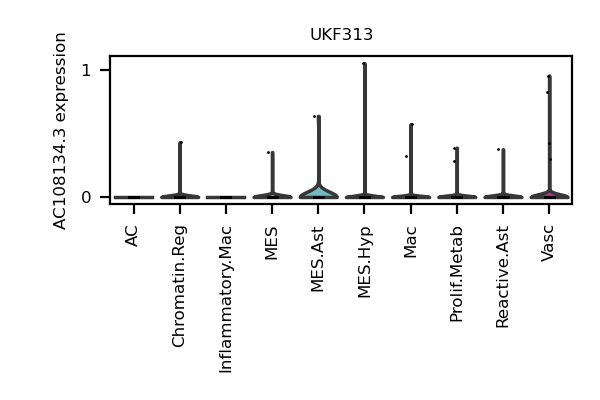 UKF313
AC108134.3 expression
1
0
AC
Chromatin.Reg
Inflammatory.Mac
MES
MES.Ast
MES.Hyp
Mac
Prolif.Metab
Reactive.Ast
Vasc